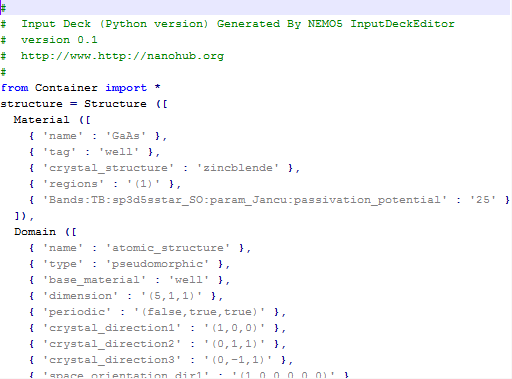 #
#  Input Deck (Python version) Generated By NEMO5 InputDeckEditor
#  version 0.1
#  http://www.http://nanohub.org
#
from Container import *
structure = Structure ([
  Material ([
    { 'name' : 'GaAs' },
    { 'tag' : 'well' },
    { 'crystal_structure' : 'zincblende' },
    { 'regions' : '(1)' },
    { 'Bands:TB:sp3d5sstar_SO:param_Jancu:passivation_potential' : '25' }
  ]),
  Domain ([
    { 'name' : 'atomic_structure' },
    { 'type' : 'pseudomorphic' },
    { 'base_material' : 'well' },
    { 'dimension' : '(5,1,1)' },
    { 'periodic' : '(false,true,true)' },
    { 'crystal_direction1' : '(1,0,0)' },
    { 'crystal_direction2' : '(0,1,1)' },
    { 'crystal_direction3' : '(0,-1,1)' },
    { 'space_orientation_dir1' : '(1,0,0,0,0,0)' }